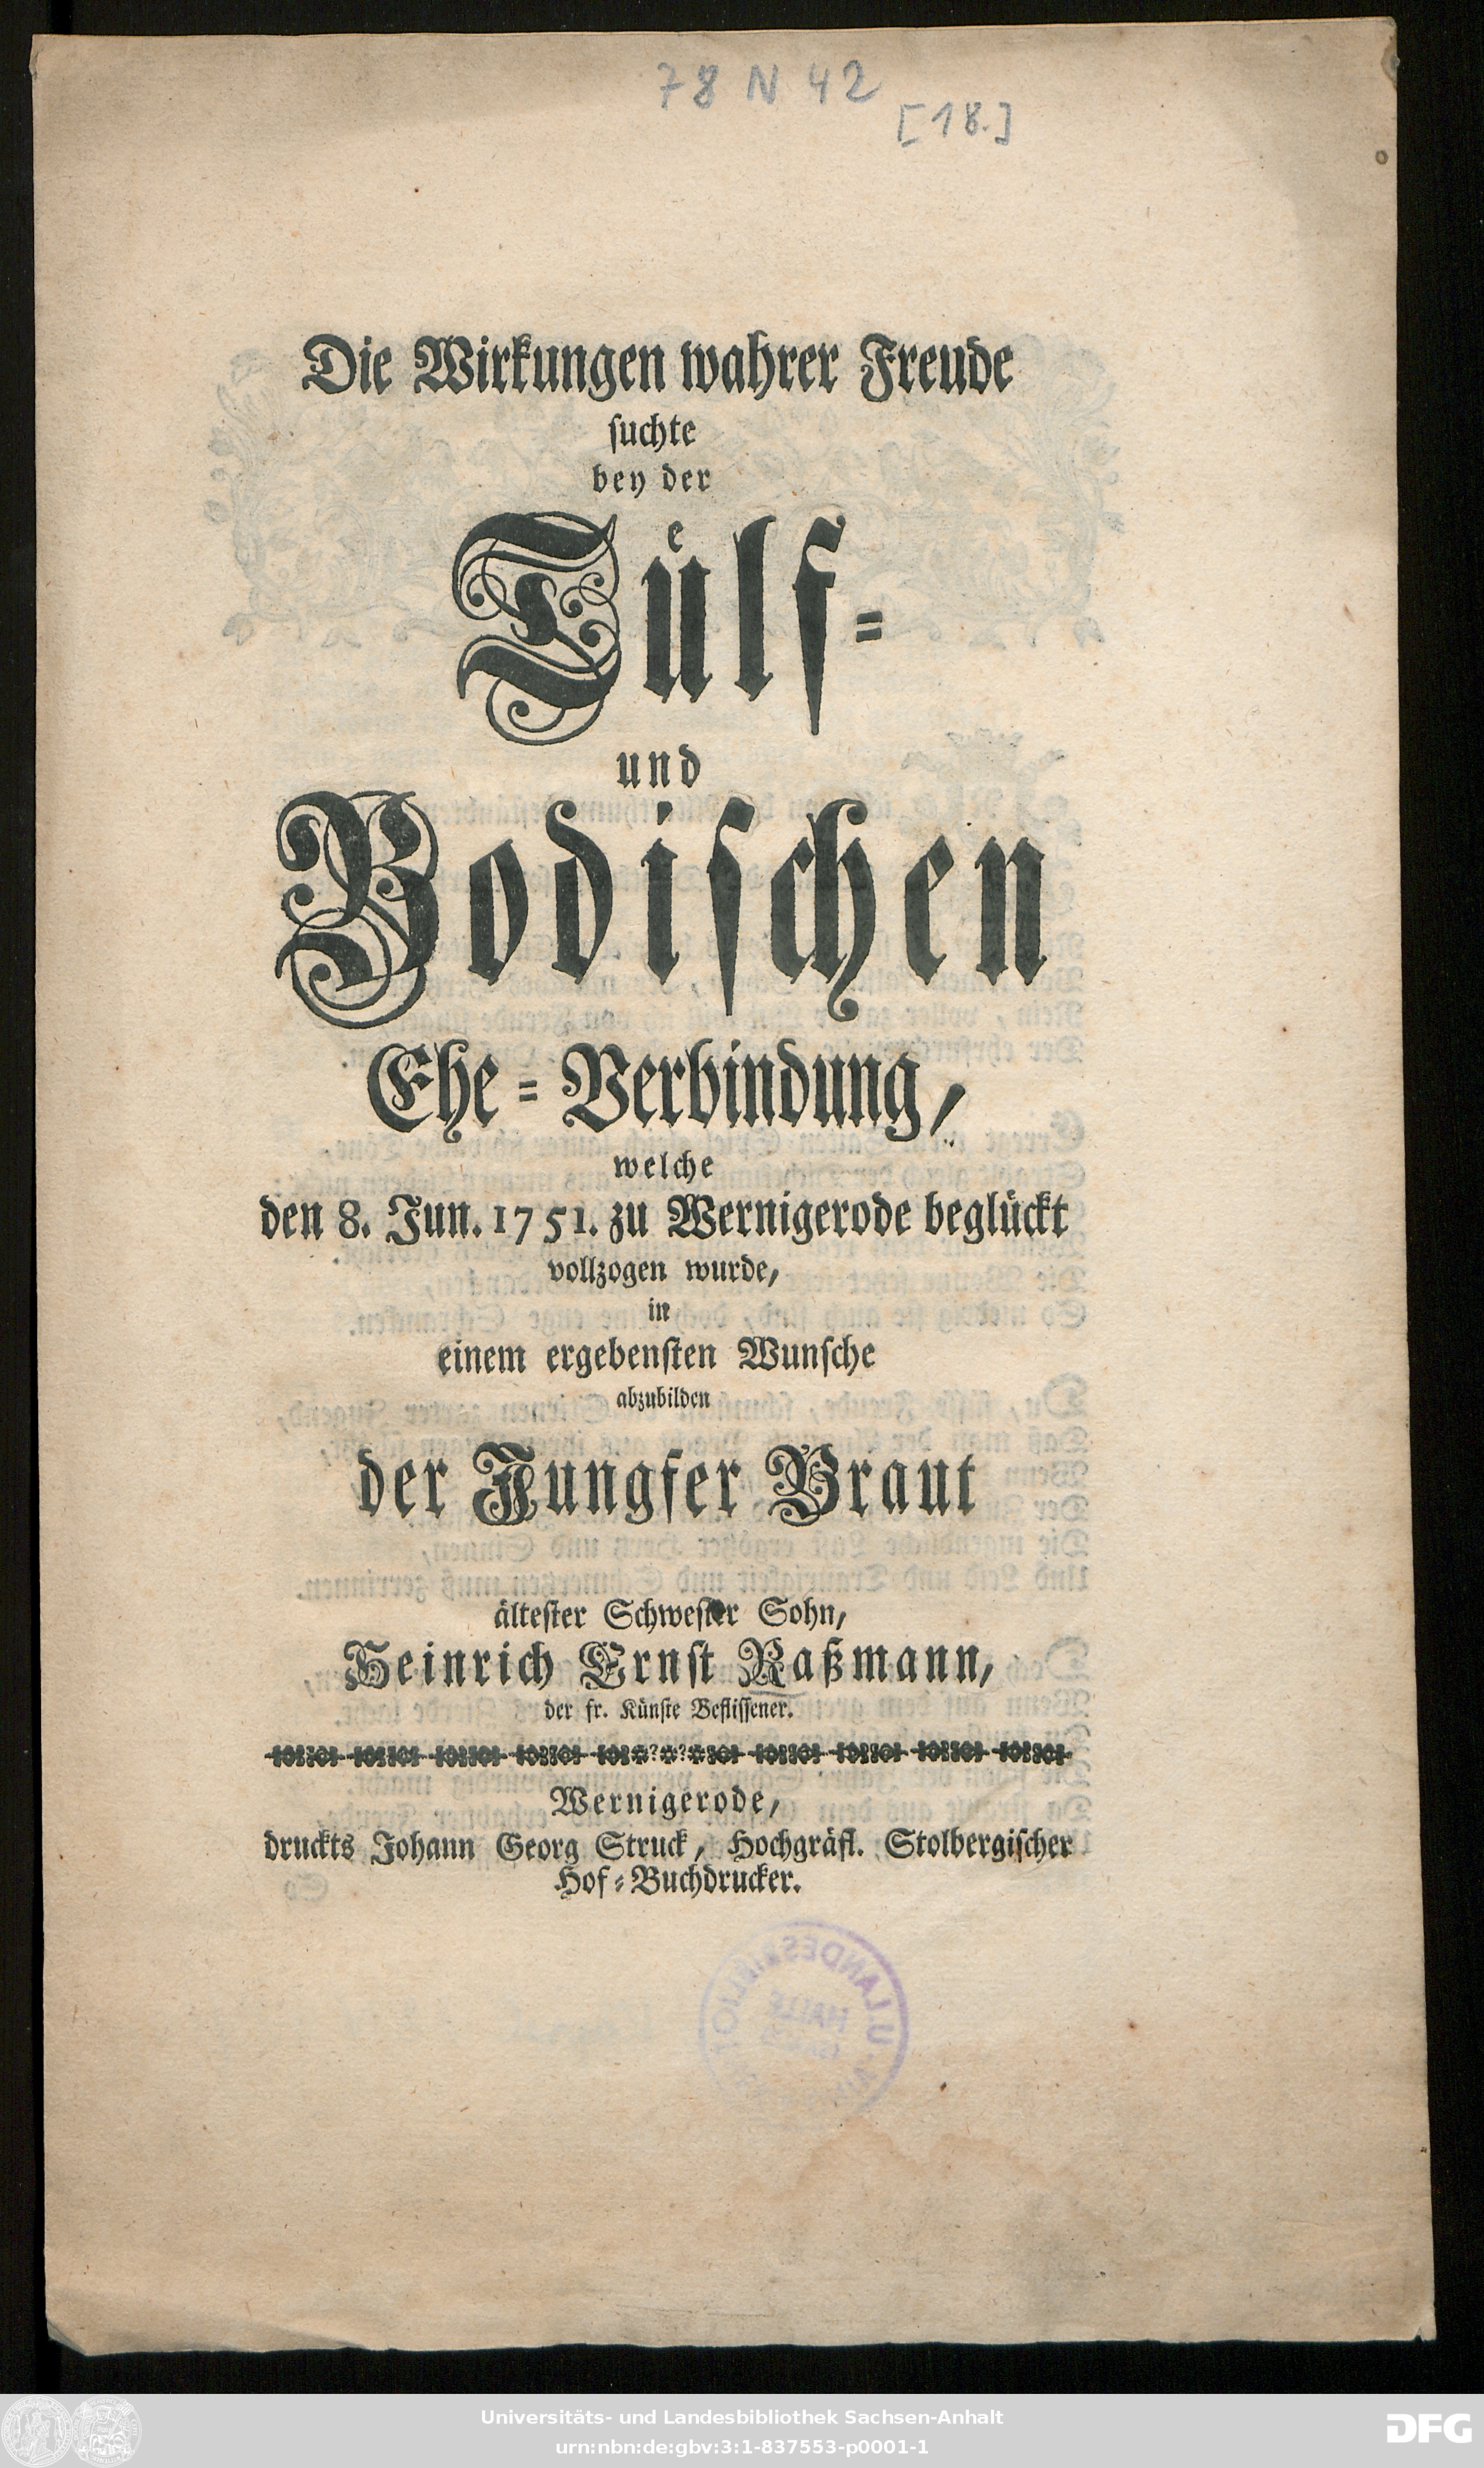 78 N 42
[18.]
Die Wirkungen wahrer Freude
ſuchte
bey der
Tuͤlf-
und
Bodiſchen
Ehe-Verbindung,
welche
den 8. Jun. 1751. zu Wernigerode beglückt
vollzogen wurde,
in
einem ergebenſten Wunſche
abzubilden
der Jungfer Braut
älteſter Schweſter Sohn,
Heinrich Ernſt Raßmann,
der fr. Künſte Befliſſener.
Wernigerode,
druckts Johann Georg Struck, Hochgräfl. Stolbergiſcher
Hof-Buchdrucker.
Universitäts- und Landesbibliothek Sachsen-Anhalt
urn:nbn:de:gbv:3:1-837553-p0001-1
DFG